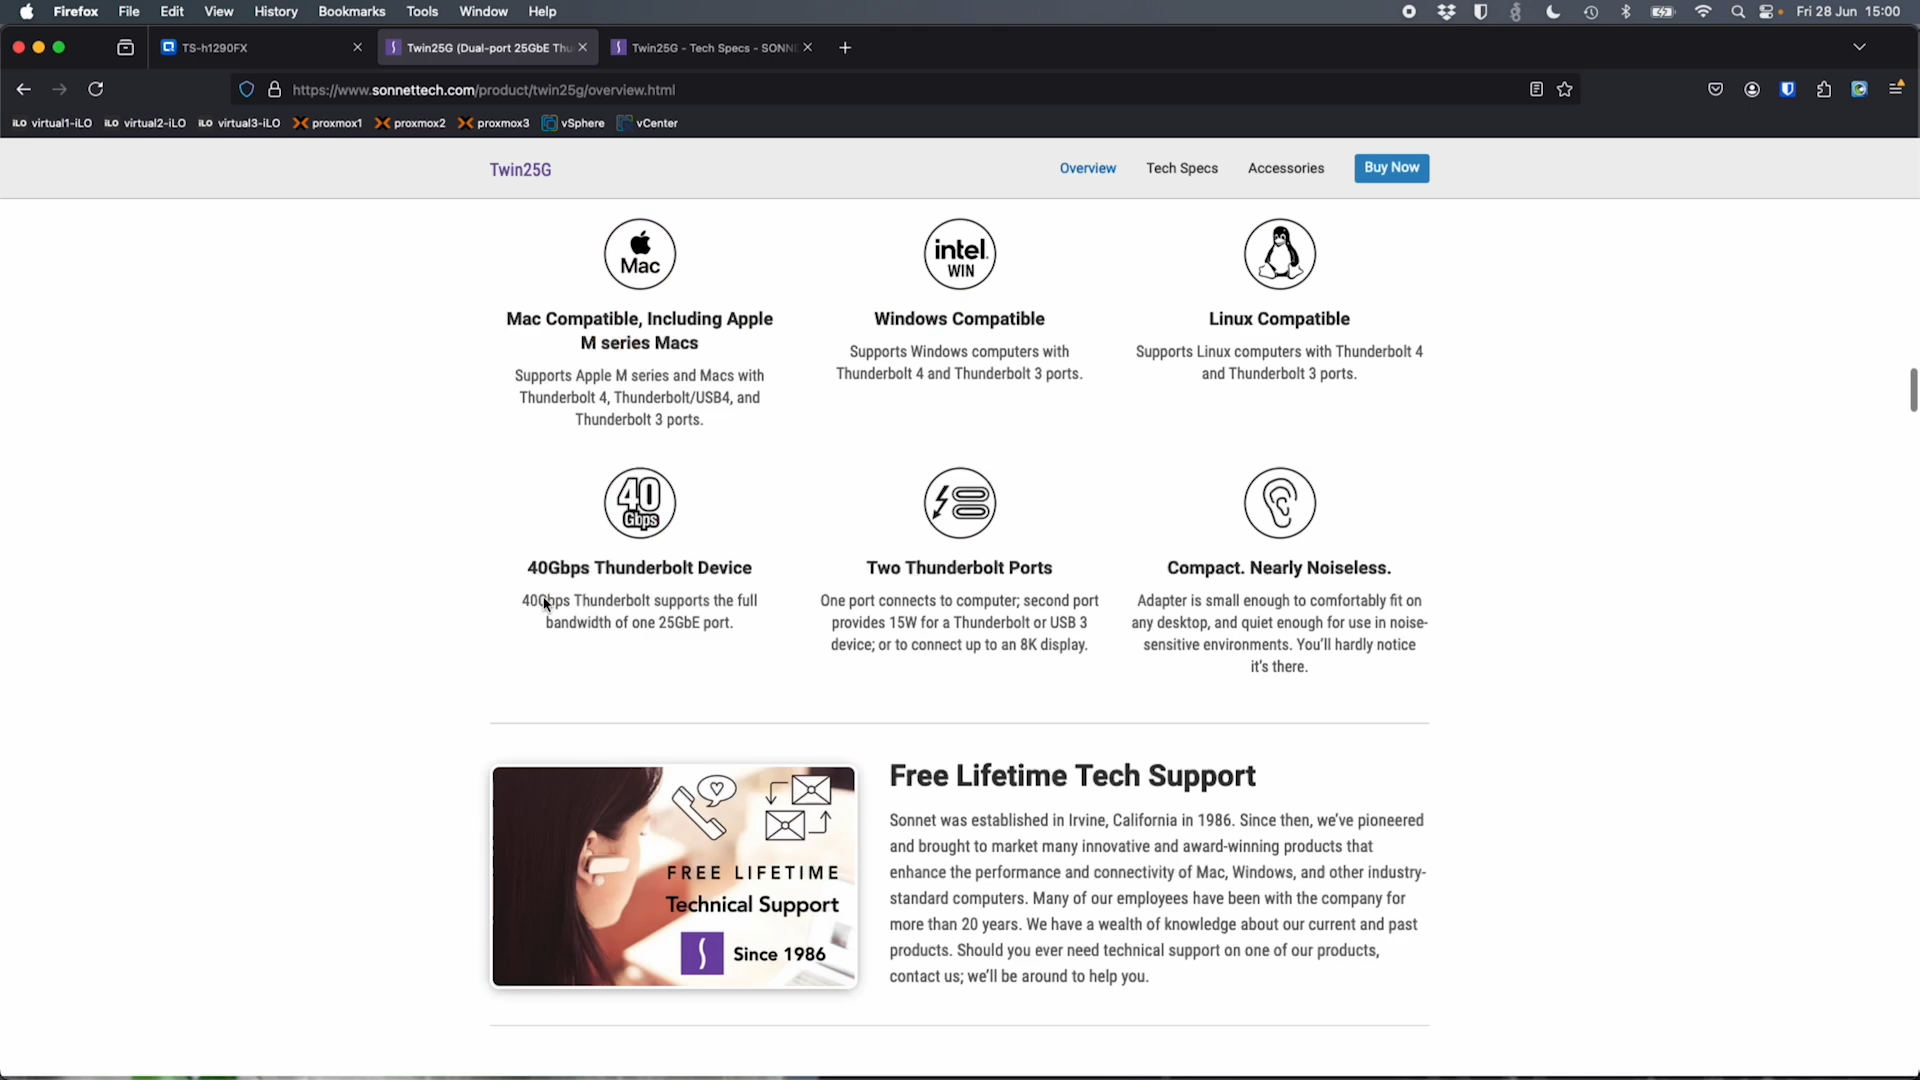 Firefox File Edit View History Bookmarks Tools Window Help Fri 28 Jun 15:00
TS-h1290FX Twin25G (Dual-port 25GbE Thu Twin25G - Tech Specs - SONN
https://www.sonnettech.com/product/twin25g/overview.html
iLO virtual1-iLO iLO virtual2-iLO iLO virtual3-iLO proxmox1 proxmox2 proxmox3 vSphere vCenter
Twin25G Overview Tech Specs Accessories Buy Now
Mac
intel.
WIN
Mac Compatible, Including Apple
M series Macs
Supports Apple M series and Macs with
Thunderbolt 4, Thunderbolt/USB4, and
Thunderbolt 3 ports.
Windows Compatible
Supports Windows computers with
Thunderbolt 4 and Thunderbolt 3 ports.
Linux Compatible
Supports Linux computers with Thunderbolt 4
and Thunderbolt 3 ports.
40
Gbps
40Gbps Thunderbolt Device
40Gbps Thunderbolt supports the full
bandwidth of one 25GbE port.
Two Thunderbolt Ports
One port connects to computer; second port
provides 15W for a Thunderbolt or USB 3
device; or to connect up to an 8K display.
Compact. Nearly Noiseless.
Adapter is small enough to comfortably fit on
any desktop, and quiet enough for use in noise-
sensitive environments. You'll hardly notice
it's there.
FREE LIFETIME
Technical Support
Since 1986
Free Lifetime Tech Support
Sonnet was established in Irvine, California in 1986. Since then, we've pioneered
and brought to market many innovative and award-winning products that
enhance the performance and connectivity of Mac, Windows, and other industry-
standard computers. Many of our employees have been with the company for
more than 20 years. We have a wealth of knowledge about our current and past
products. Should you ever need technical support on one of our products,
contact us; we'll be around to help you.